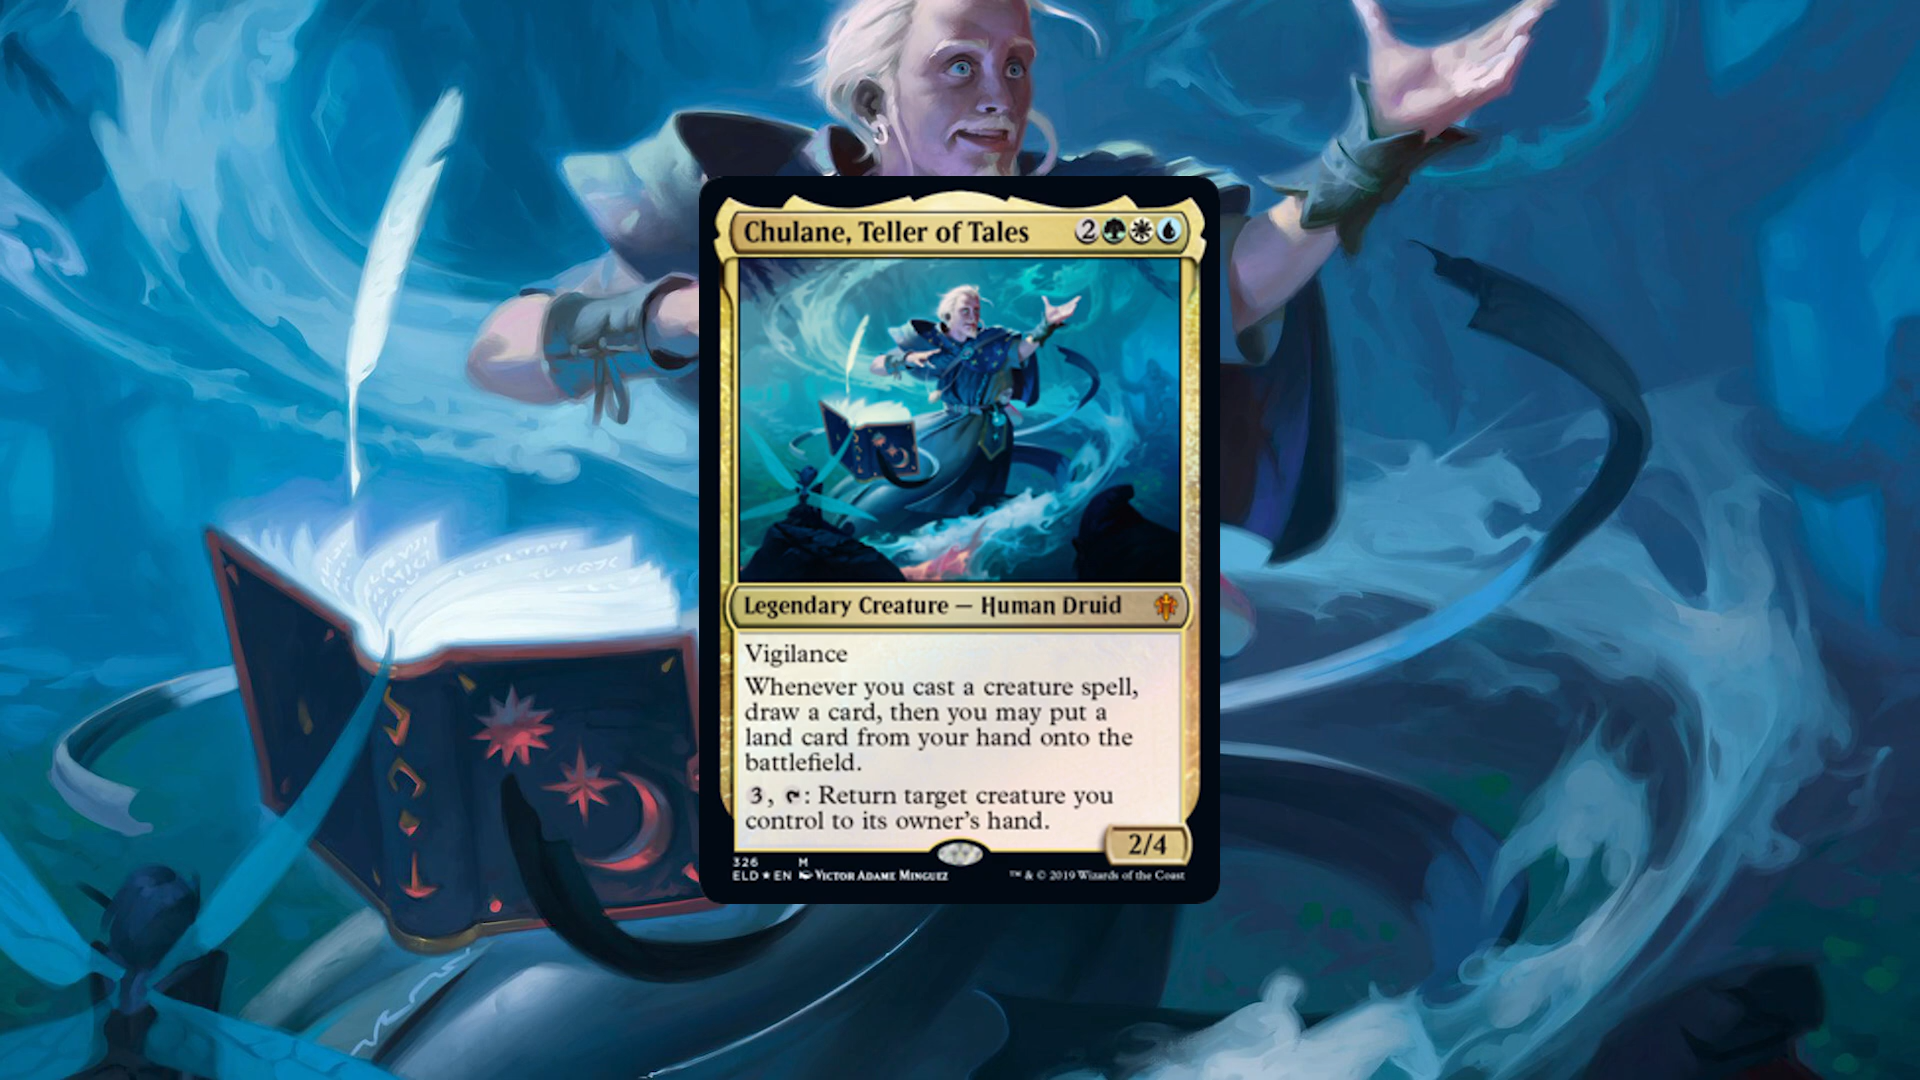 Chulane, Teller of Tales 2
Legendary Creature — Human Druid
Vigilance
Whenever you cast a creature spell,
draw a card, then you may put a
land card from your hand onto the
battlefield.
3, : Return target creature you
control to its owner's hand.
2/4
326 M
ELD ★ EN Victor Adame Minguez
™ & © 2019 Wizards of the Coast